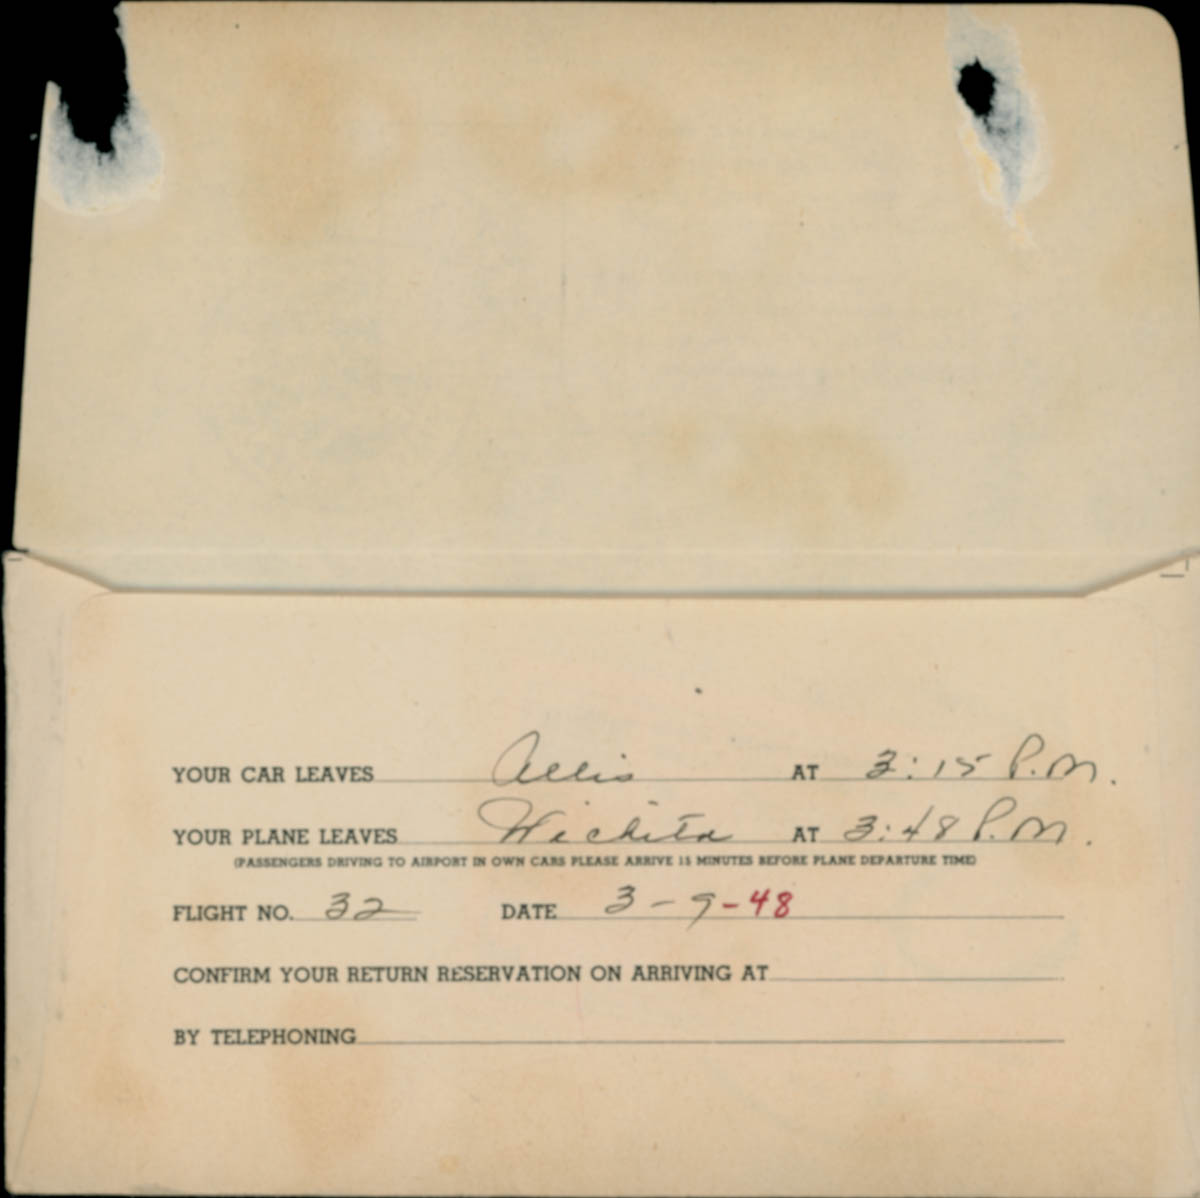 YOUR CAR LEAVES Allis AT 3:15 P.M.
YOUR PLANE LEAVES Wichita AT 3:48 P.M.
(PASSENGERS DRIVING TO AIRPORT IN OWN CARS PLEASE ARRIVE 15 MINUTES BEFORE PLANE DEPARTURE TIME)
FLIGHT NO. 32 DATE 3-9-48
CONFIRM YOUR RETURN RESERVATION ON ARRIVING AT
BY TELEPHONING